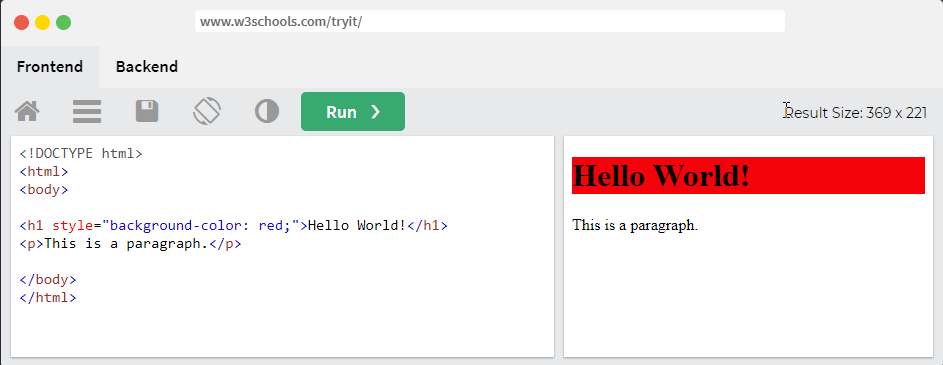 www.w3schools.com/tryit/
Frontend Backend
Run ❯ Result Size: 369 x 221
<!DOCTYPE html>
<html>
<body>
<h1 style="background-color: red;">Hello World!</h1>
<p>This is a paragraph.</p>
</body>
</html>
Hello World!
This is a paragraph.